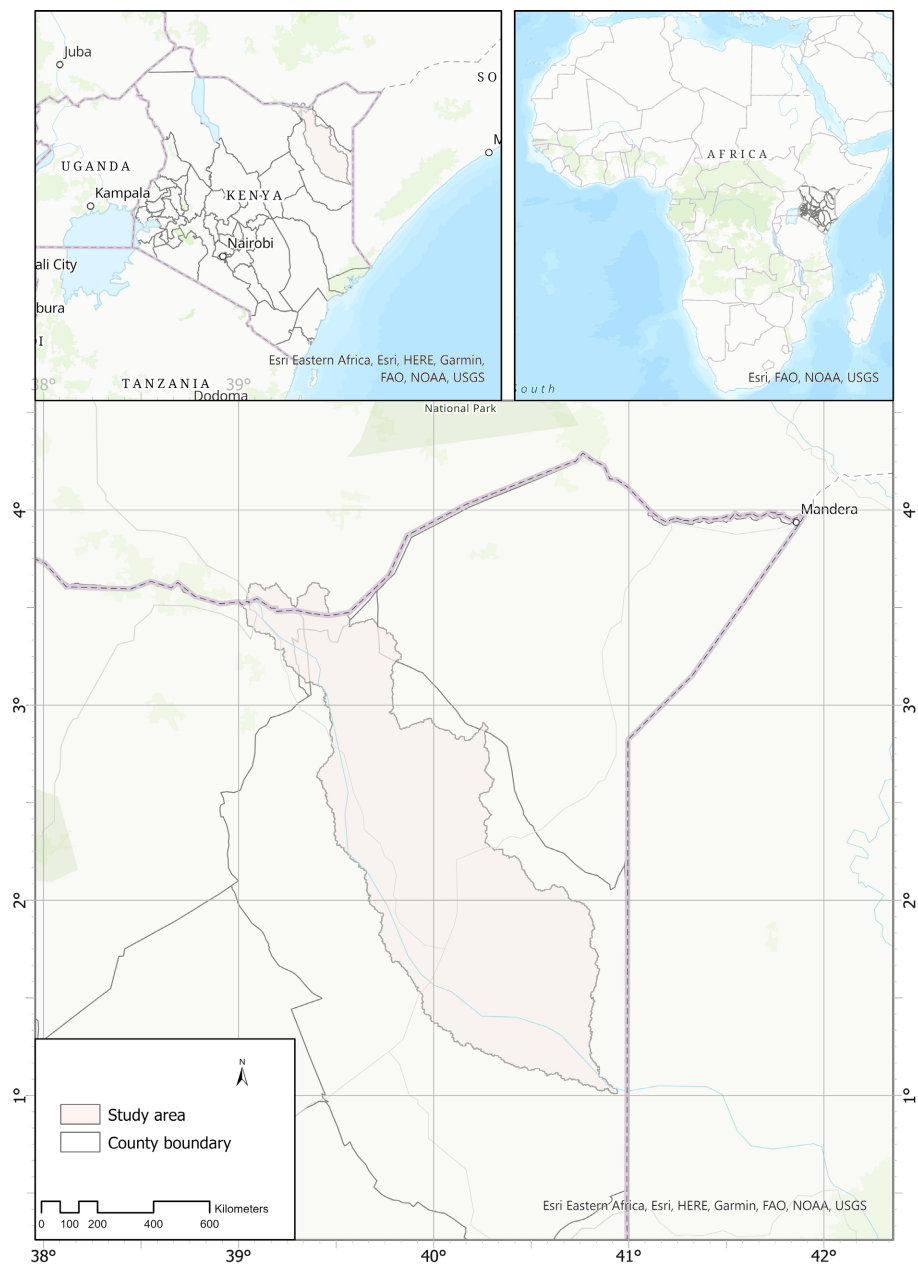 Juba
SO
M
UGANDA
Kampala
KENYA
Nairobi
ali City
bura
I
Esri Eastern Africa, Esri, HERE, Garmin,
FAO, NOAA, USGS
38°
39°
TANZANIA
Dodoma
AFRICA
Esri, FAO, NOAA, USGS
South
National Park
4°
Mandera
4°
3°
3°
2°
2°
1°
1°
N
Study area
County boundary
Kilometers
0 100 200 400 600
Esri Eastern Africa, Esri, HERE, Garmin, FAO, NOAA, USGS
38° 39° 40° 41° 42°